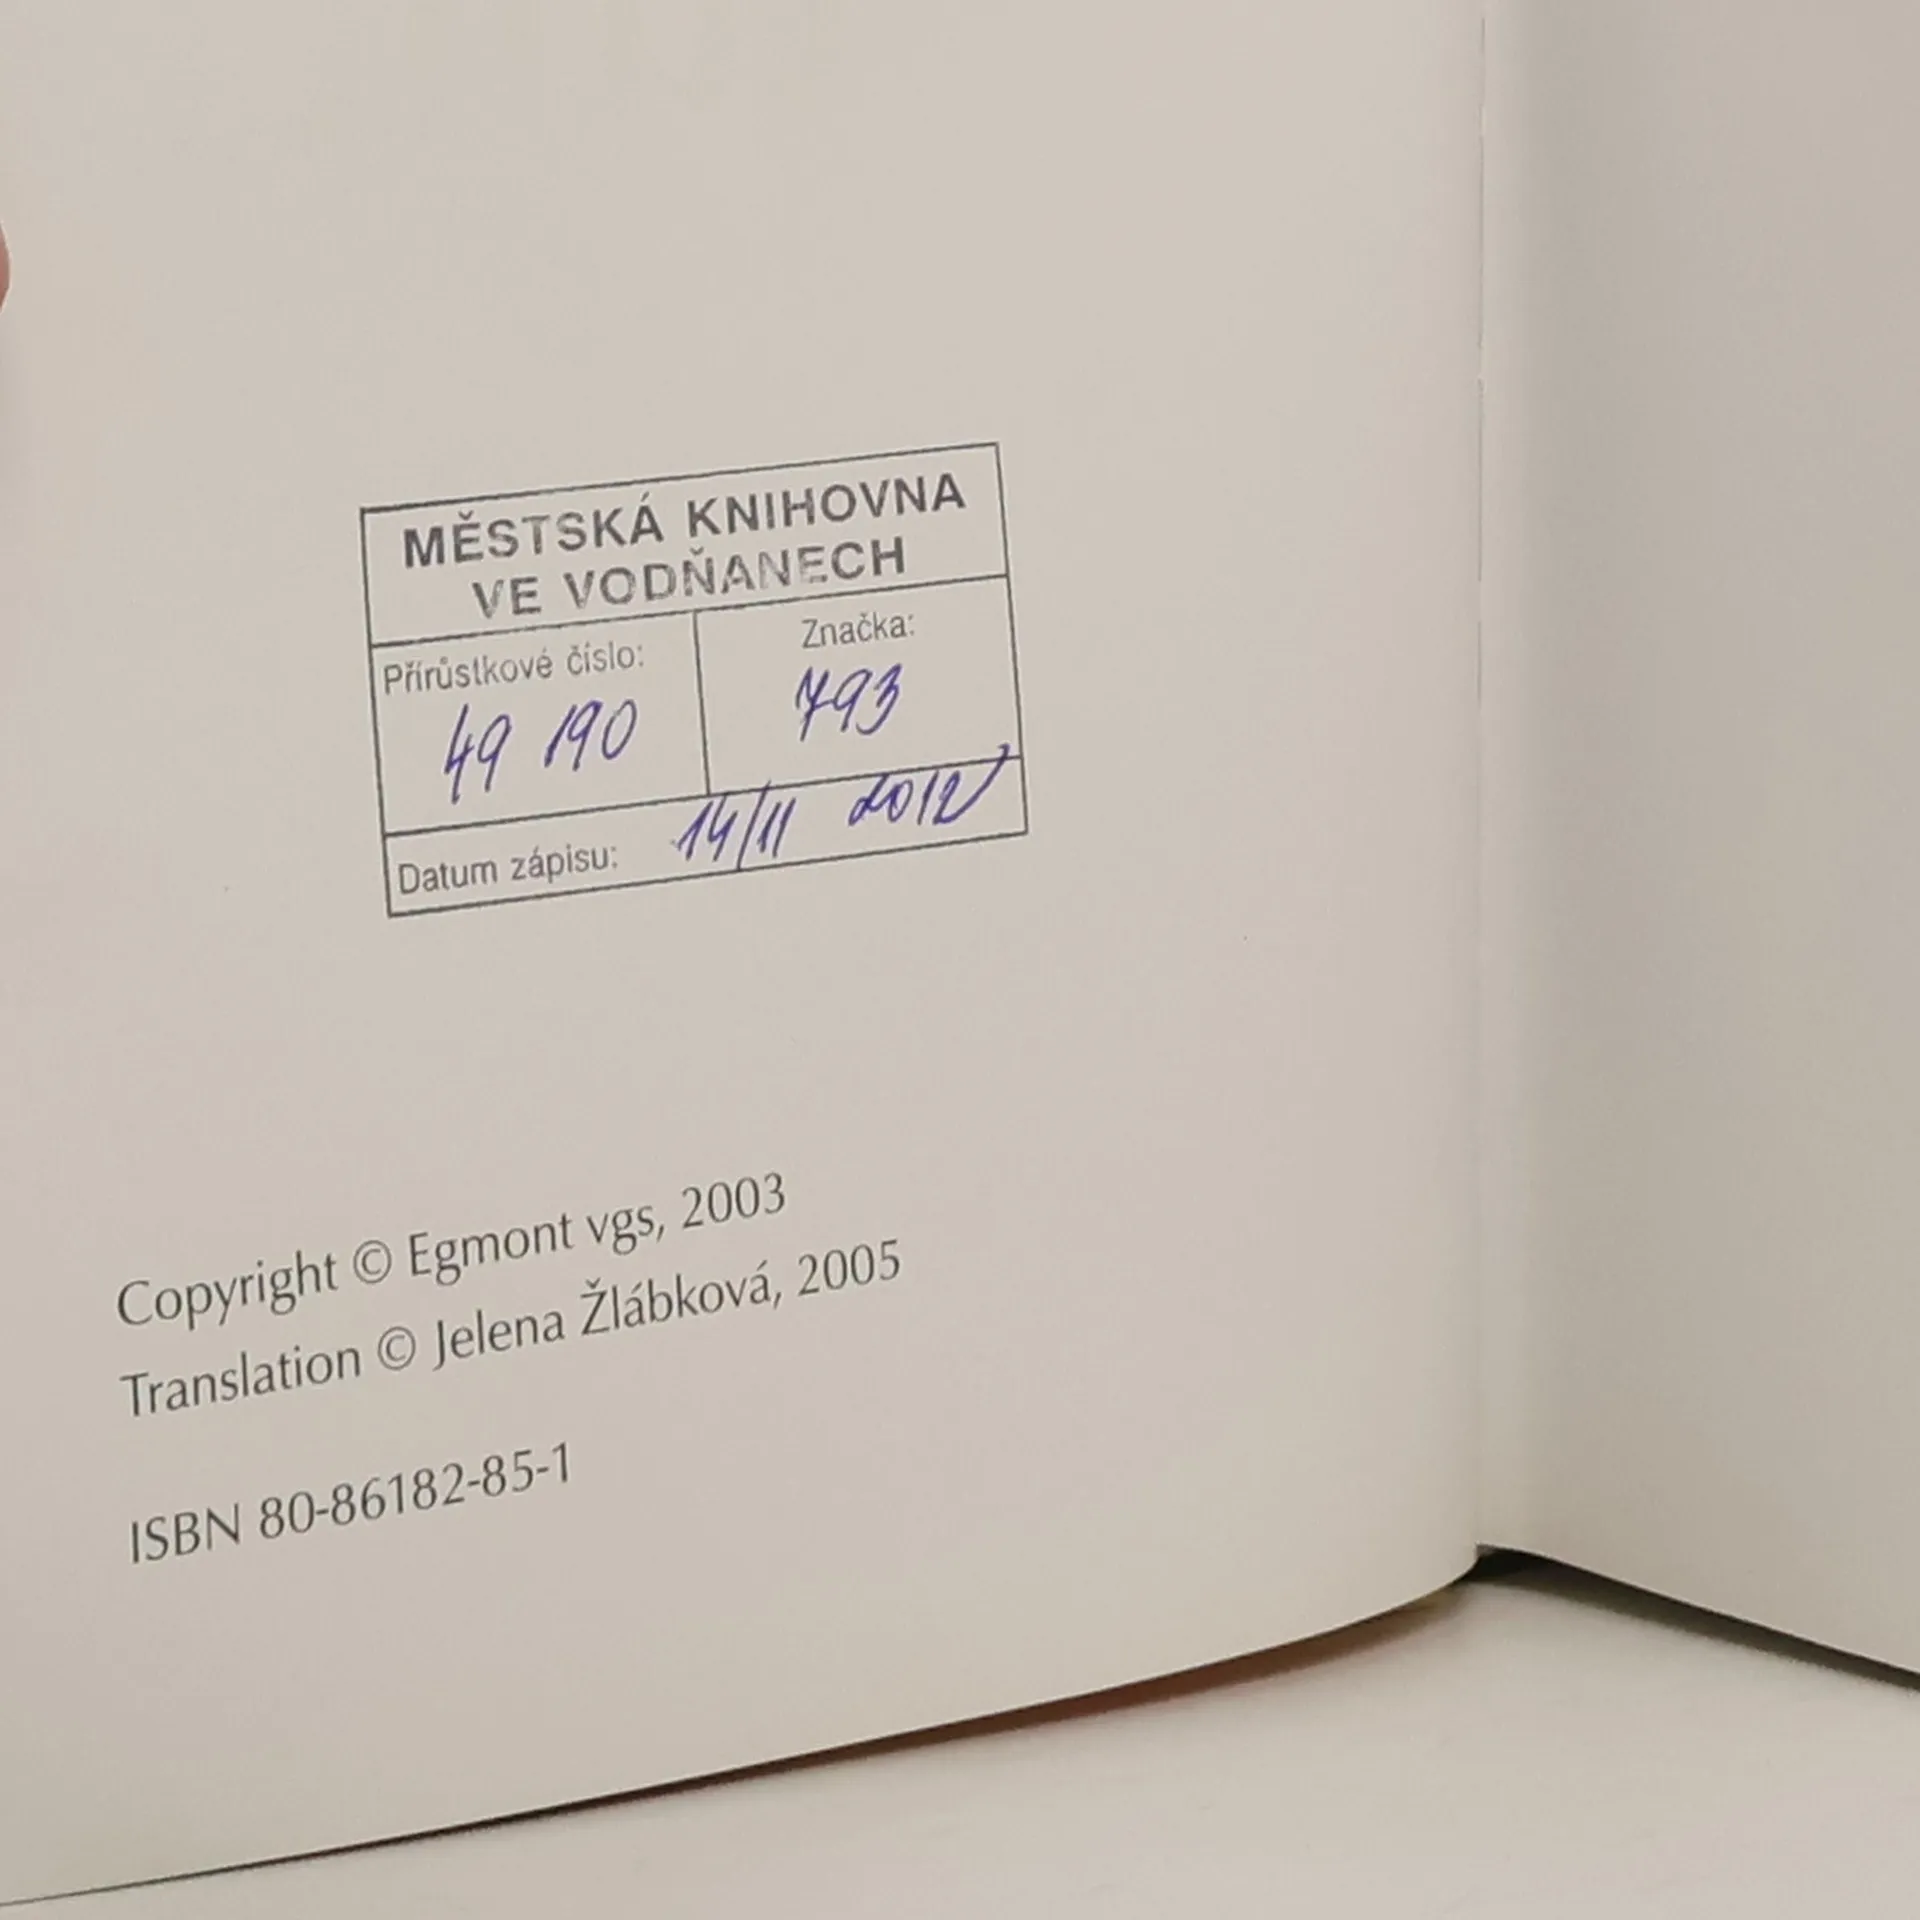 MĚSTSKÁ KNIHOVNA
VE VODŇANECH
Přírůstkové číslo:
49 190
Značka:
793
Datum zápisu: 14/11 2012
Copyright © Egmont vgs, 2003
Translation © Jelena Žlábková, 2005
ISBN 80-86182-85-1